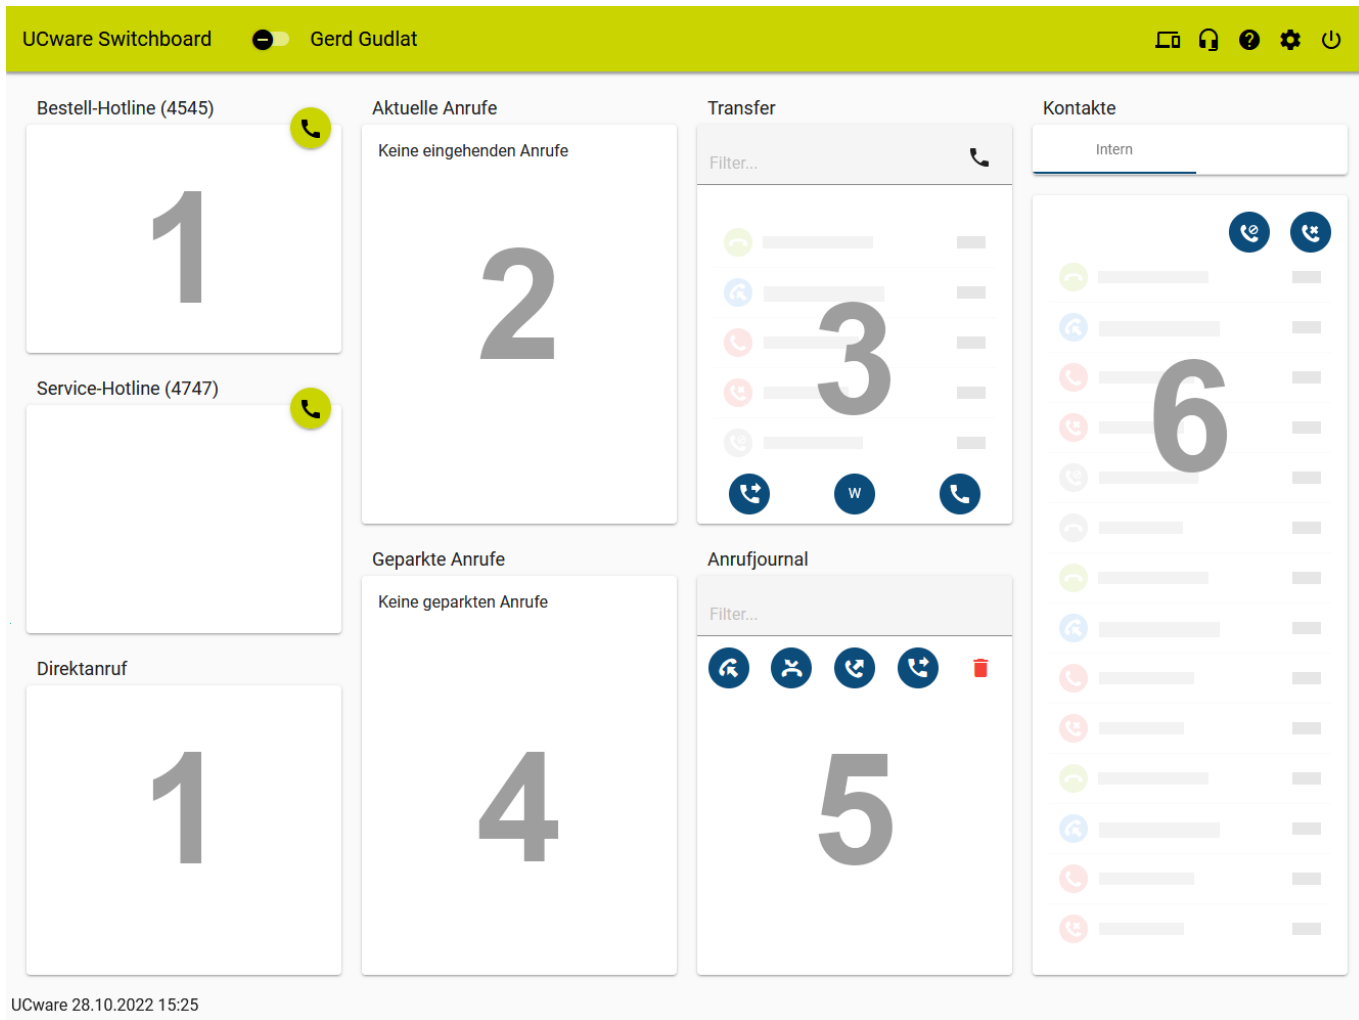 UCware Switchboard
Gerd Gudlat
Bestell-Hotline (4545)
1
Service-Hotline (4747)
Direktanruf
1
Aktuelle Anrufe
Keine eingehenden Anrufe
2
Geparkte Anrufe
Keine geparkten Anrufe
4
Transfer
Filter...
3
W
Anrufjournal
Filter...
5
Kontakte
Intern
6
UCware 28.10.2022 15:25